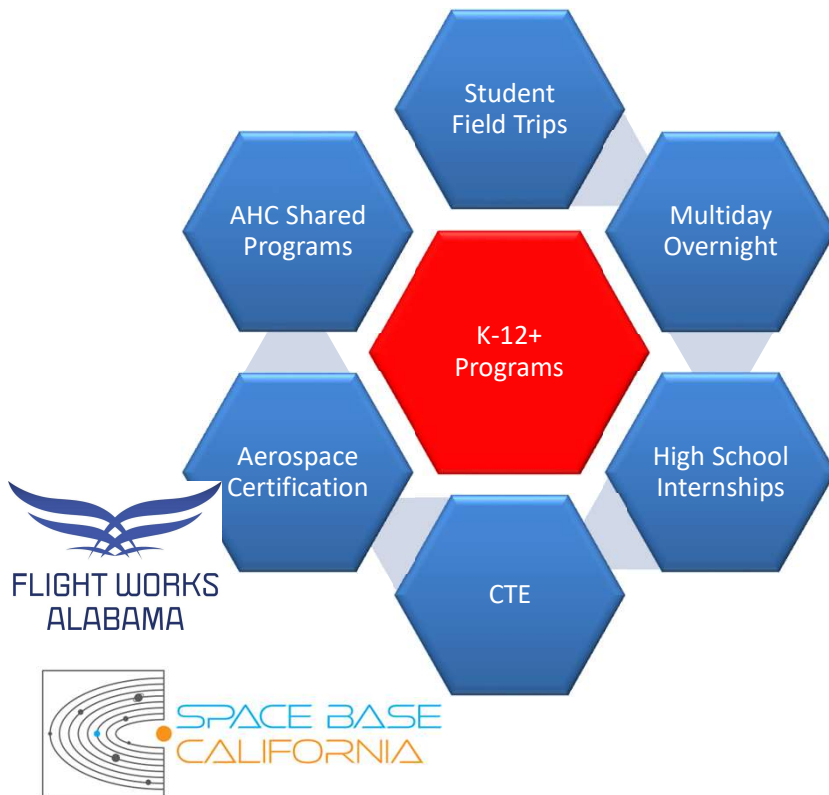 Student
Field Trips
AHC Shared
Programs
Multiday
Overnight
K-12+
Programs
Aerospace
Certification
High School
Internships
CTE
FLIGHT WORKS
ALABAMA
SPACE BASE
CALIFORNIA